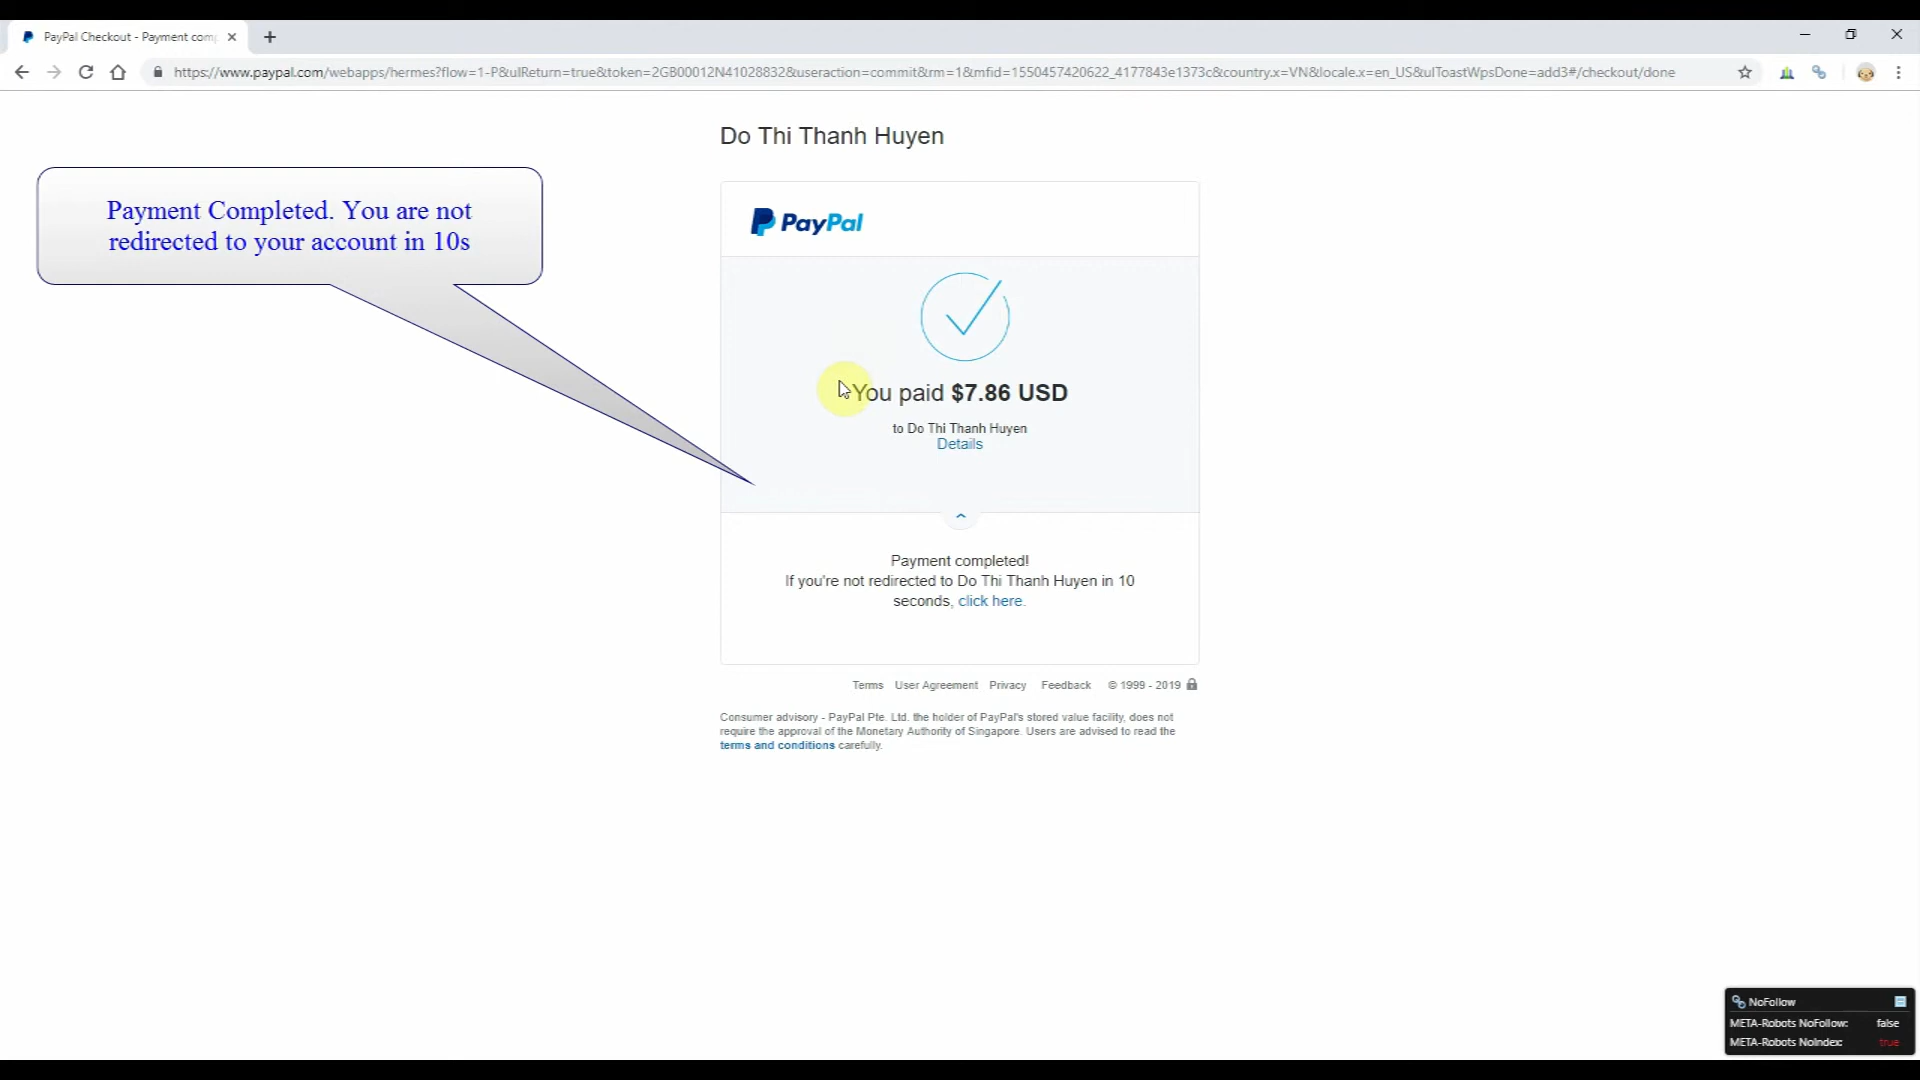 PayPal Checkout - Payment comp
https://www.paypal.com/webapps/hermes?flow=1-P&ulReturn=true&token=2GB00012N41028832&useraction=commit&rm=1&mfid=1550457420622_4177843e1373c&country.x=VN&locale.x=en_US&ulToastWpsDone=add3#/checkout/done
Do Thi Thanh Huyen
Payment Completed. You are not
redirected to your account in 10s
PayPal
You paid $7.86 USD
to Do Thi Thanh Huyen
Details
Payment completed!
If you're not redirected to Do Thi Thanh Huyen in 10
seconds, click here.
Terms User Agreement Privacy Feedback © 1999 - 2019
Consumer advisory - PayPal Pte. Ltd. the holder of PayPal's stored value facility, does not
require the approval of the Monetary Authority of Singapore. Users are advised to read the
terms and conditions carefully.
NoFollow
META-Robots NoFollow: false
META-Robots NoIndex: true